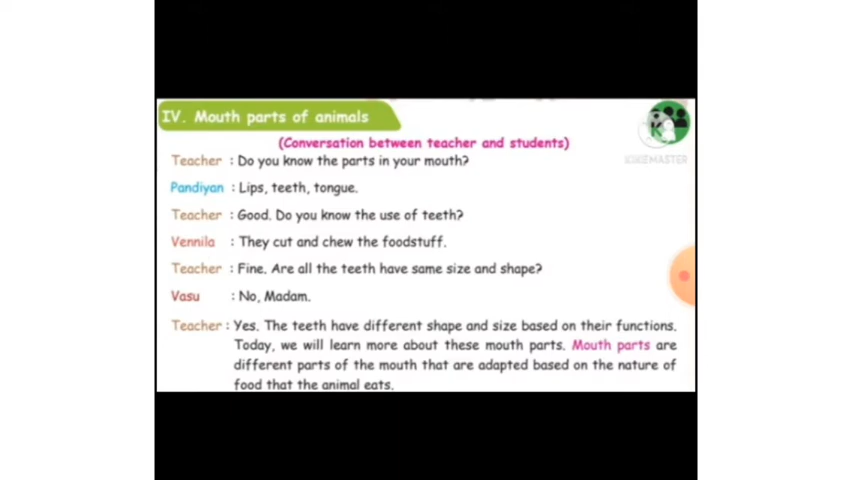 IV. Mouth parts of animals
(Conversation between teacher and students)
Teacher : Do you know the parts in your mouth?
Pandiyan : Lips, teeth, tongue.
Teacher : Good. Do you know the use of teeth?
Vennila : They cut and chew the foodstuff.
Teacher : Fine. Are all the teeth have same size and shape?
Vasu : No, Madam.
Teacher : Yes. The teeth have different shape and size based on their functions.
Today, we will learn more about these mouth parts. Mouth parts are
different parts of the mouth that are adapted based on the nature of
food that the animal eats.
KINEMASTER